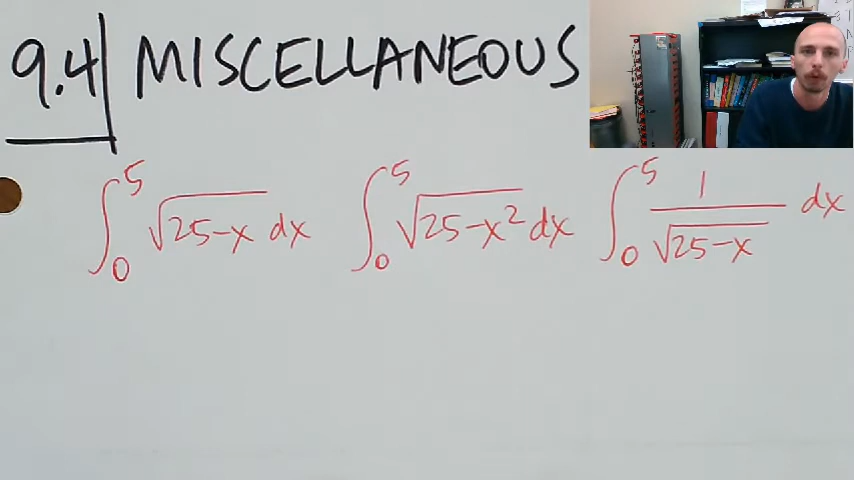 9.4 MISCELLANEOUS
∫₀⁵ √(25-x) dx  ∫₀⁵ √(25-x²) dx  ∫₀⁵ 1/√(25-x) dx